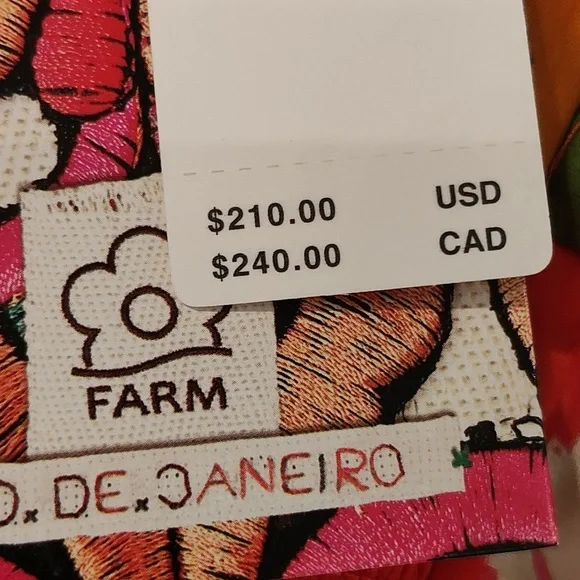 $210.00 USD
$240.00 CAD
FARM
O. DE. JANEIRO